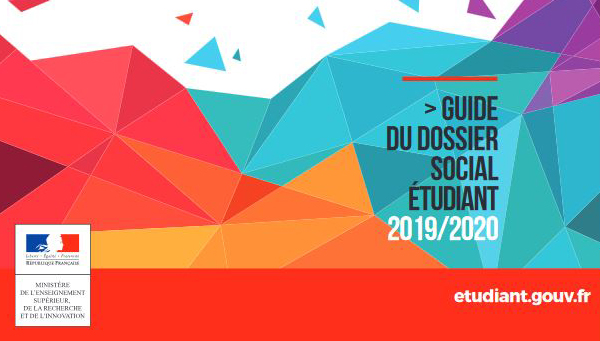 > GUIDE
DU DOSSIER
SOCIAL
ÉTUDIANT
2019/2020
Liberté • Égalité • Fraternité
RÉPUBLIQUE FRANÇAISE
MINISTÈRE
DE L'ENSEIGNEMENT
SUPÉRIEUR,
DE LA RECHERCHE
ET DE L'INNOVATION
etudiant.gouv.fr